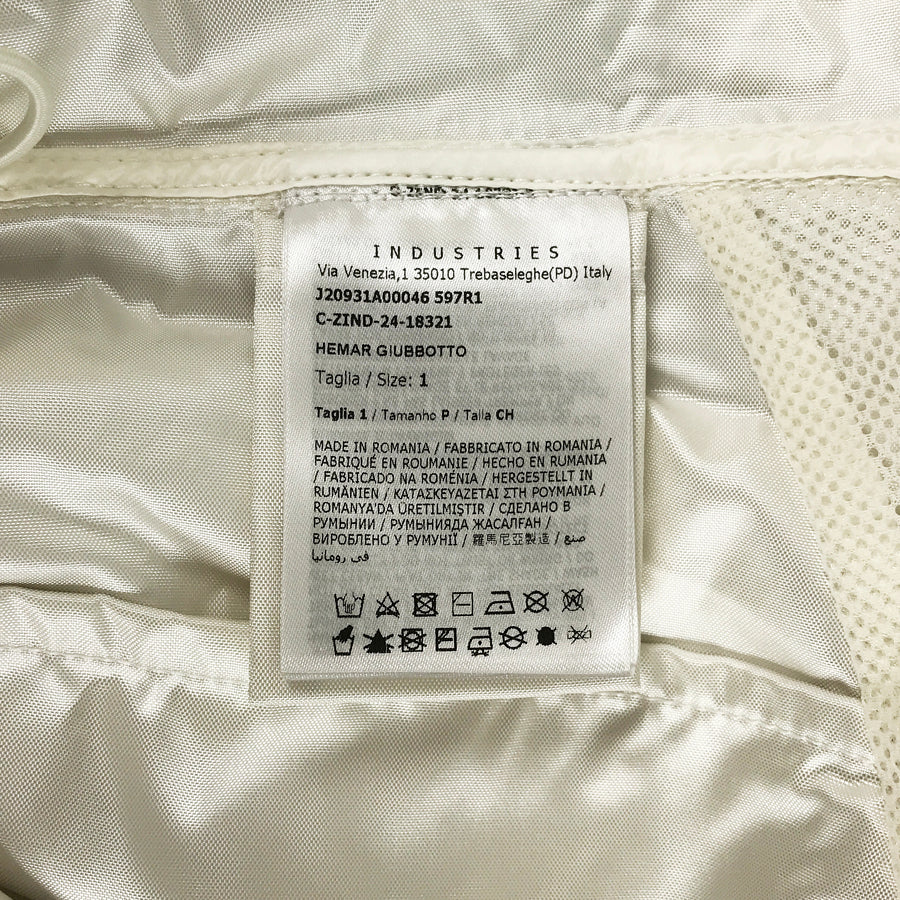 INDUSTRIES
Via Venezia,1 35010 Trebaseleghe(PD) Italy
J20931A00046 597R1
C-ZIND-24-18321
HEMAR GIUBBOTTO
Taglia / Size: 1
Taglia 1 / Tamanho P / Talla CH
MADE IN ROMANIA / FABBRICATO IN ROMANIA /
FABRIQUÉ EN ROUMANIE / HECHO EN RUMANIA
/ FABRICADO NA ROMÉNIA / HERGESTELLT IN
RUMÄNIEN / ΚΑΤΑΣΚΕΥΑΖΕΤΑΙ ΣΤΗ ΡΟΥΜΑΝΙΑ /
ROMANYA'DA ÜRETILMIŞTIR / СДЕЛАНО В
РУМЫНИИ / РУМЫНИЯДА ЖАСАЛҒАН /
ВИРОБЛЕНО У РУМУНІЇ / 羅馬尼亞製造 / صنع
في رومانيا